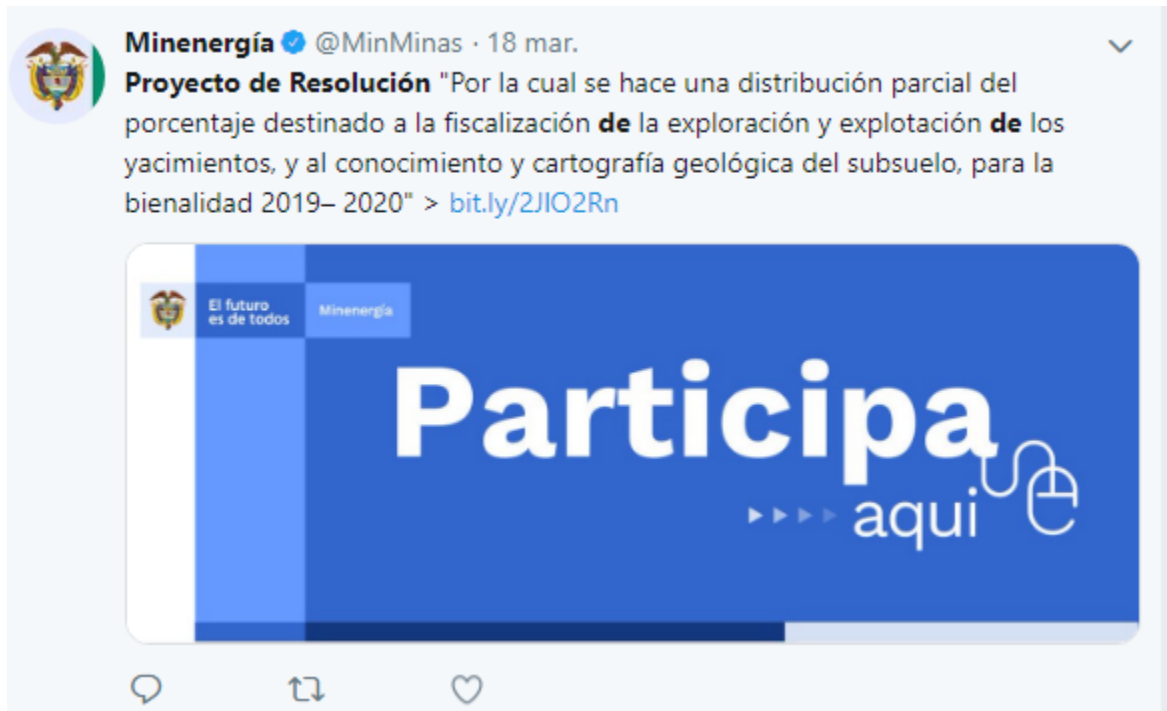 Minenergía @MinMinas · 18 mar.
Proyecto de Resolución "Por la cual se hace una distribución parcial del
porcentaje destinado a la fiscalización de la exploración y explotación de los
yacimientos, y al conocimiento y cartografía geológica del subsuelo, para la
bienalidad 2019– 2020" > bit.ly/2JIO2Rn
El futuro
es de todos
Minenergía
Participa
aqui